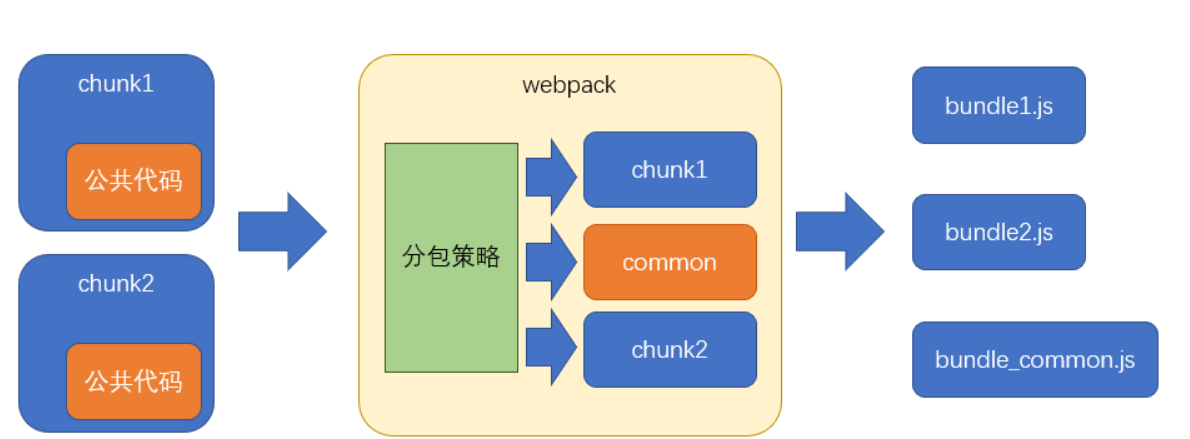 chunk1
公共代码
chunk2
公共代码
webpack
分包策略
chunk1
common
chunk2
bundle1.js
bundle2.js
bundle_common.js